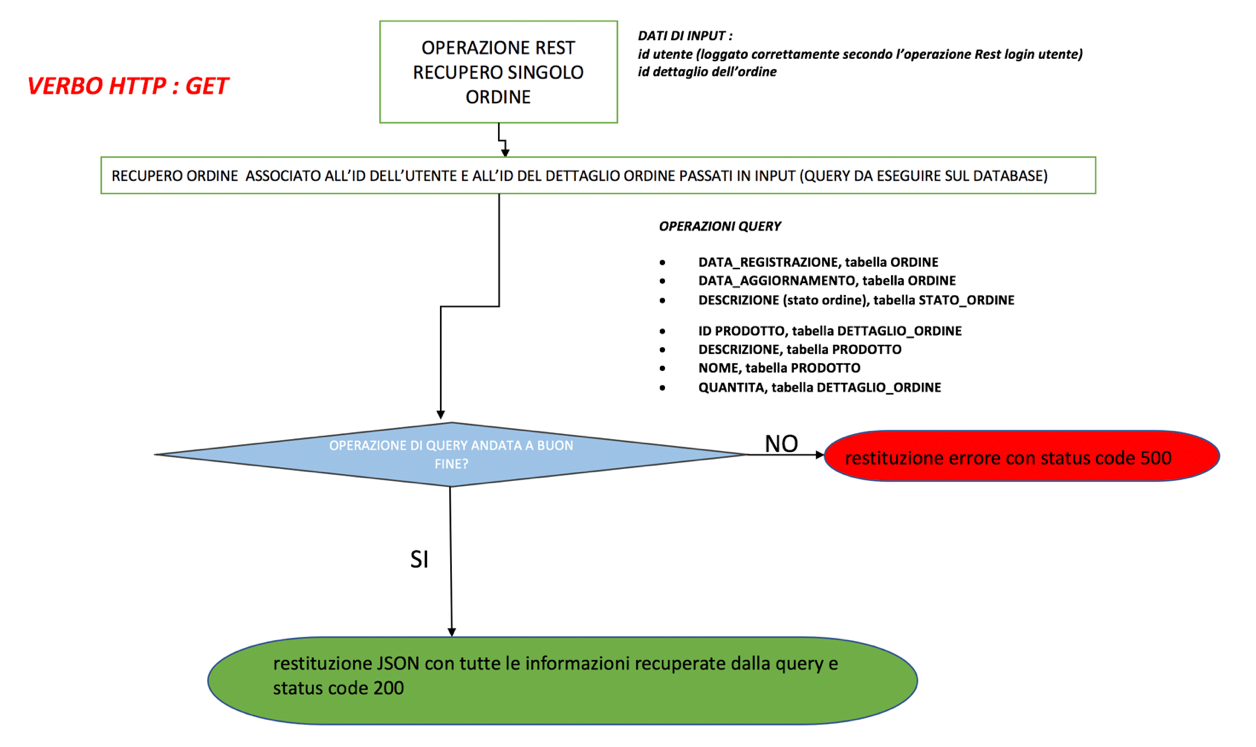 OPERAZIONE REST
RECUPERO SINGOLO
ORDINE
DATI DI INPUT :
id utente (loggato correttamente secondo l'operazione Rest login utente)
id dettaglio dell'ordine
VERBO HTTP : GET
RECUPERO ORDINE ASSOCIATO ALL'ID DELL'UTENTE E ALL'ID DEL DETTAGLIO ORDINE PASSATI IN INPUT (QUERY DA ESEGUIRE SUL DATABASE)
OPERAZIONI QUERY
• DATA_REGISTRAZIONE, tabella ORDINE
• DATA_AGGIORNAMENTO, tabella ORDINE
• DESCRIZIONE (stato ordine), tabella STATO_ORDINE
• ID PRODOTTO, tabella DETTAGLIO_ORDINE
• DESCRIZIONE, tabella PRODOTTO
• NOME, tabella PRODOTTO
• QUANTITA, tabella DETTAGLIO_ORDINE
OPERAZIONE DI QUERY ANDATA A BUON
FINE?
NO
restituzione errore con status code 500
SI
restituzione JSON con tutte le informazioni recuperate dalla query e
status code 200